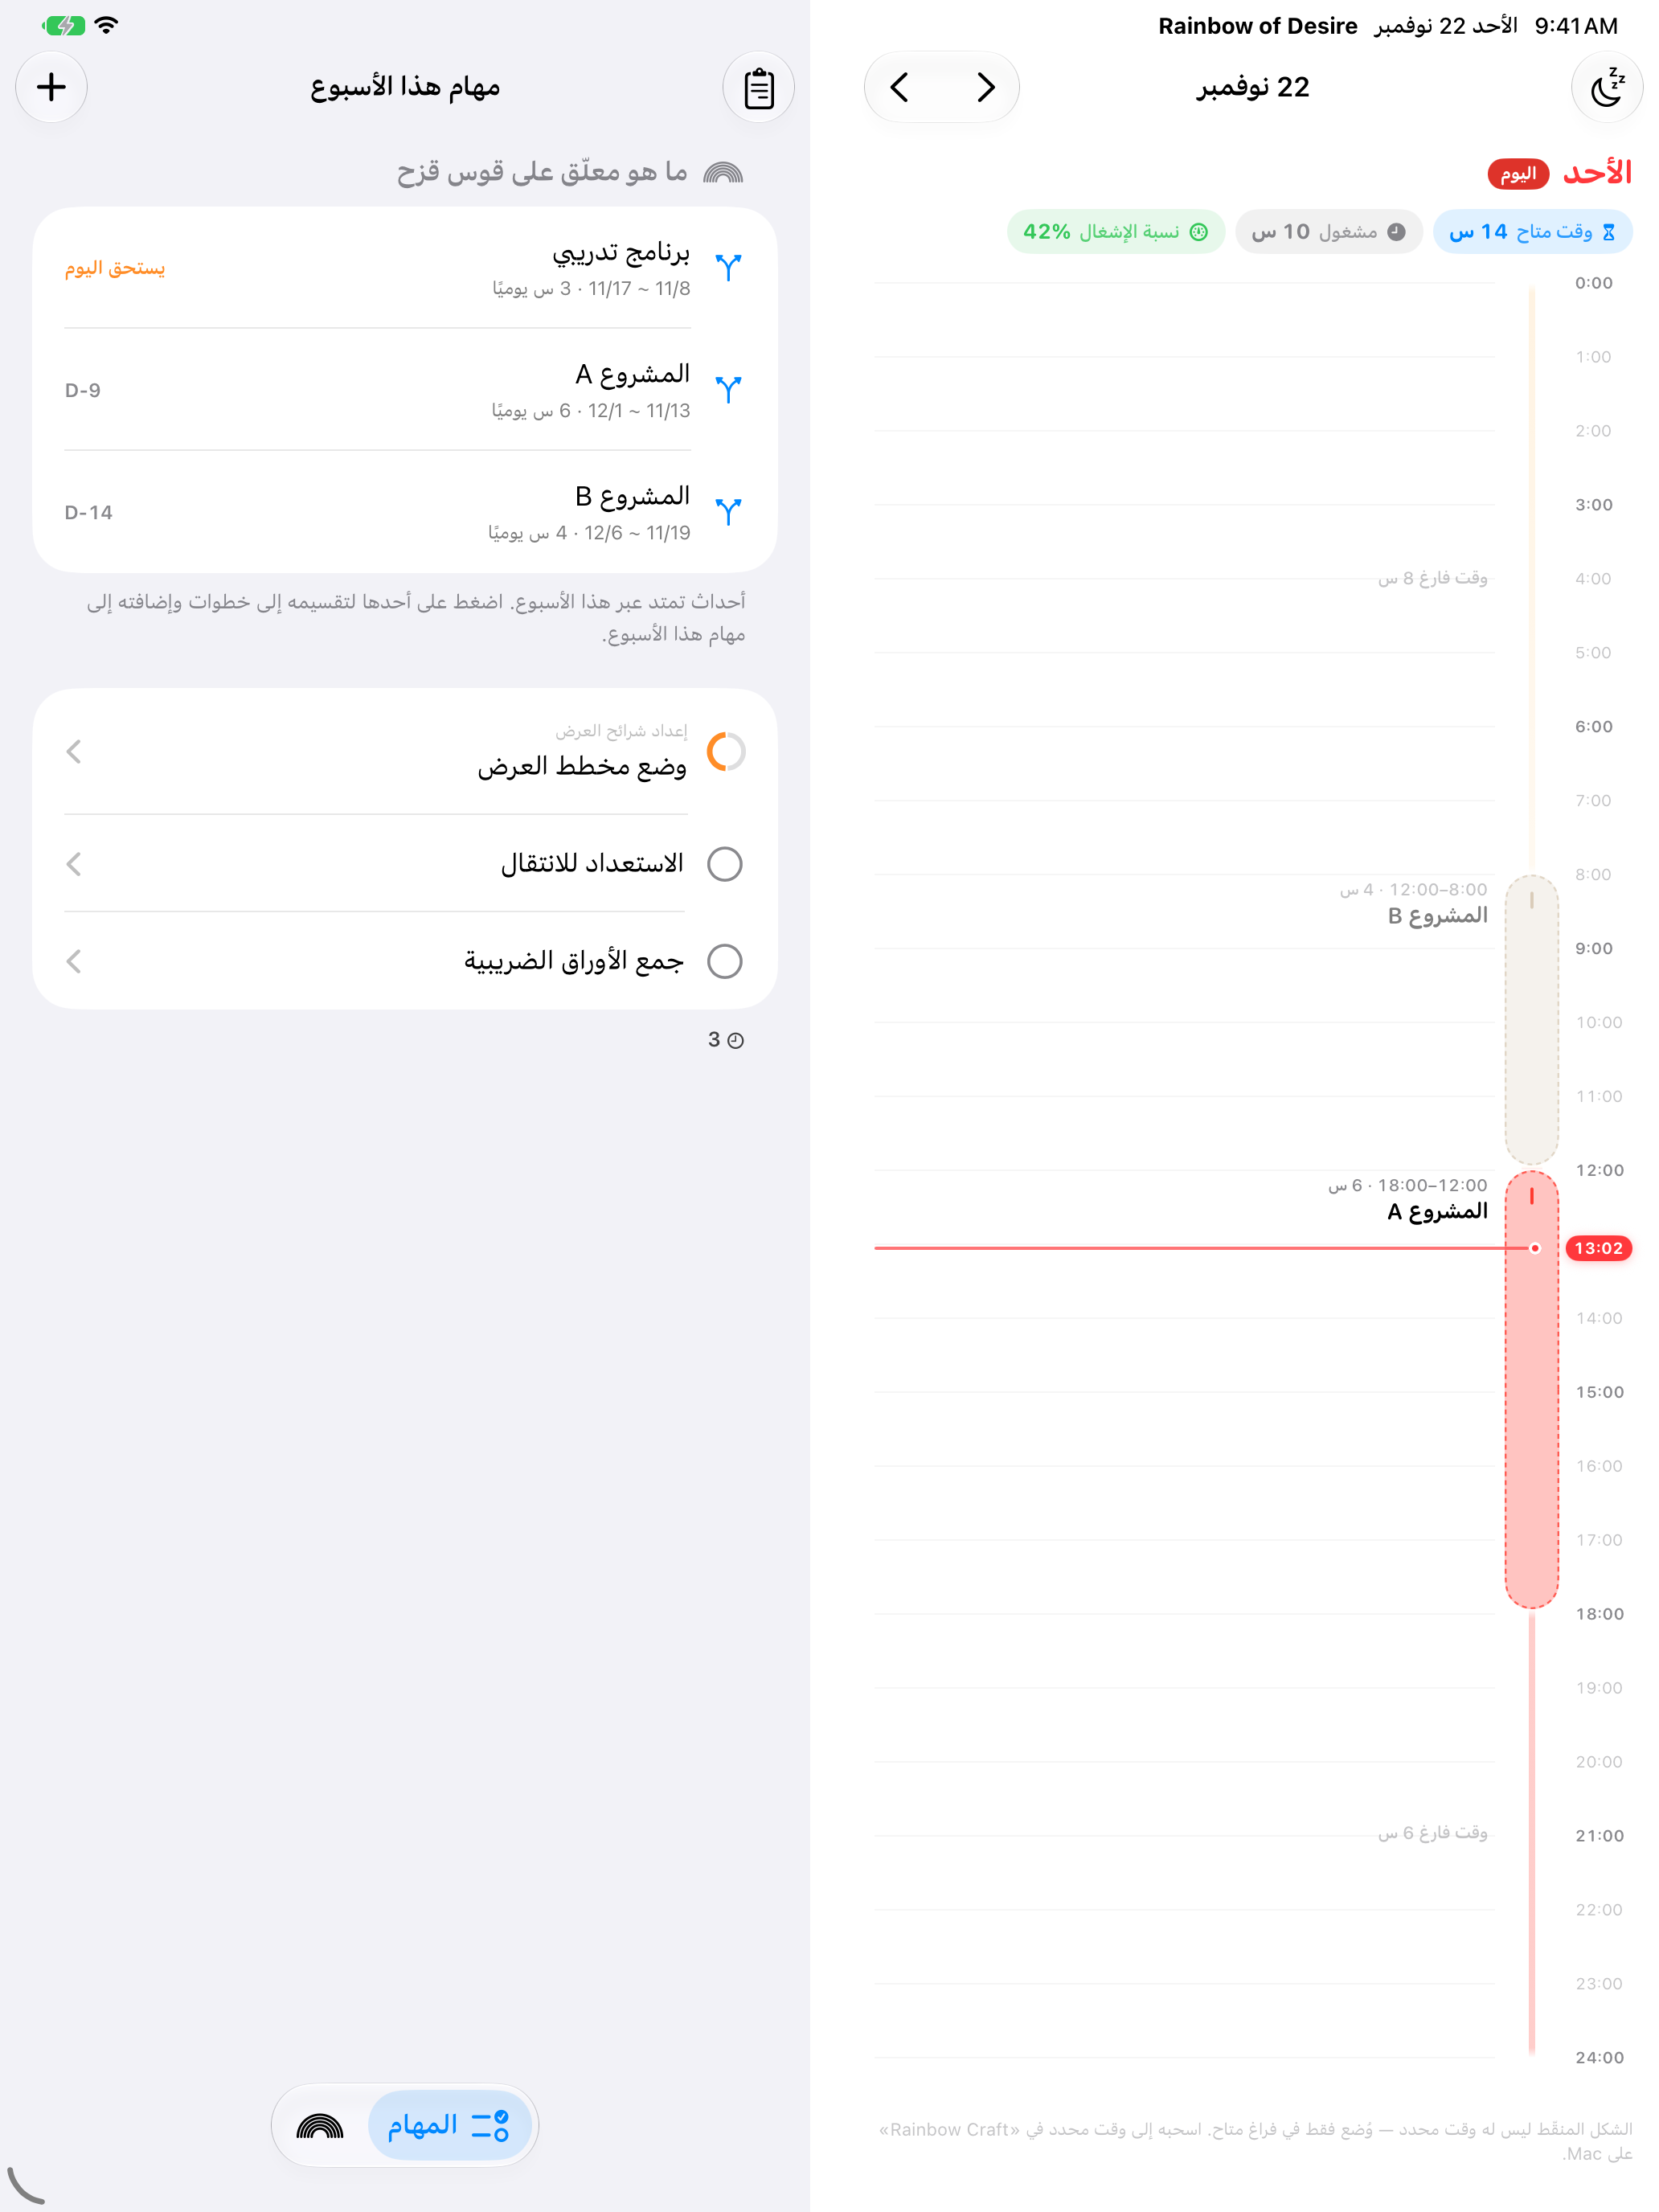 9:41 AM الأحد 22 نوفمبر Rainbow of Desire
22 نوفمبر
الأحد اليوم
وقت متاح 14 س
مشغول 10 س
نسبة الإشغال 42%
0:00
1:00
2:00
3:00
وقت فارغ 8 س
4:00
5:00
6:00
7:00
8:00
8:00–12:00 · 4 س
المشروع B
9:00
10:00
11:00
12:00
12:00–18:00 · 6 س
المشروع A
13:02
14:00
15:00
16:00
17:00
18:00
19:00
20:00
وقت فارغ 6 س
21:00
22:00
23:00
24:00
الشكل المنقّط ليس له وقت محدد — وُضع فقط في فراغ متاح. اسحبه إلى وقت محدد في «Rainbow Craft»
على Mac.
مهام هذا الأسبوع
ما هو معلّق على قوس قزح
برنامج تدريبي
11/8 ~ 11/17 · 3 س يوميًا
يستحق اليوم
المشروع A
11/13 ~ 12/1 · 6 س يوميًا
D-9
المشروع B
11/19 ~ 12/6 · 4 س يوميًا
D-14
أحداث تمتد عبر هذا الأسبوع. اضغط على أحدها لتقسيمه إلى خطوات وإضافته إلى
مهام هذا الأسبوع.
إعداد شرائح العرض
وضع مخطط العرض
الاستعداد للانتقال
جمع الأوراق الضريبية
3
المهام